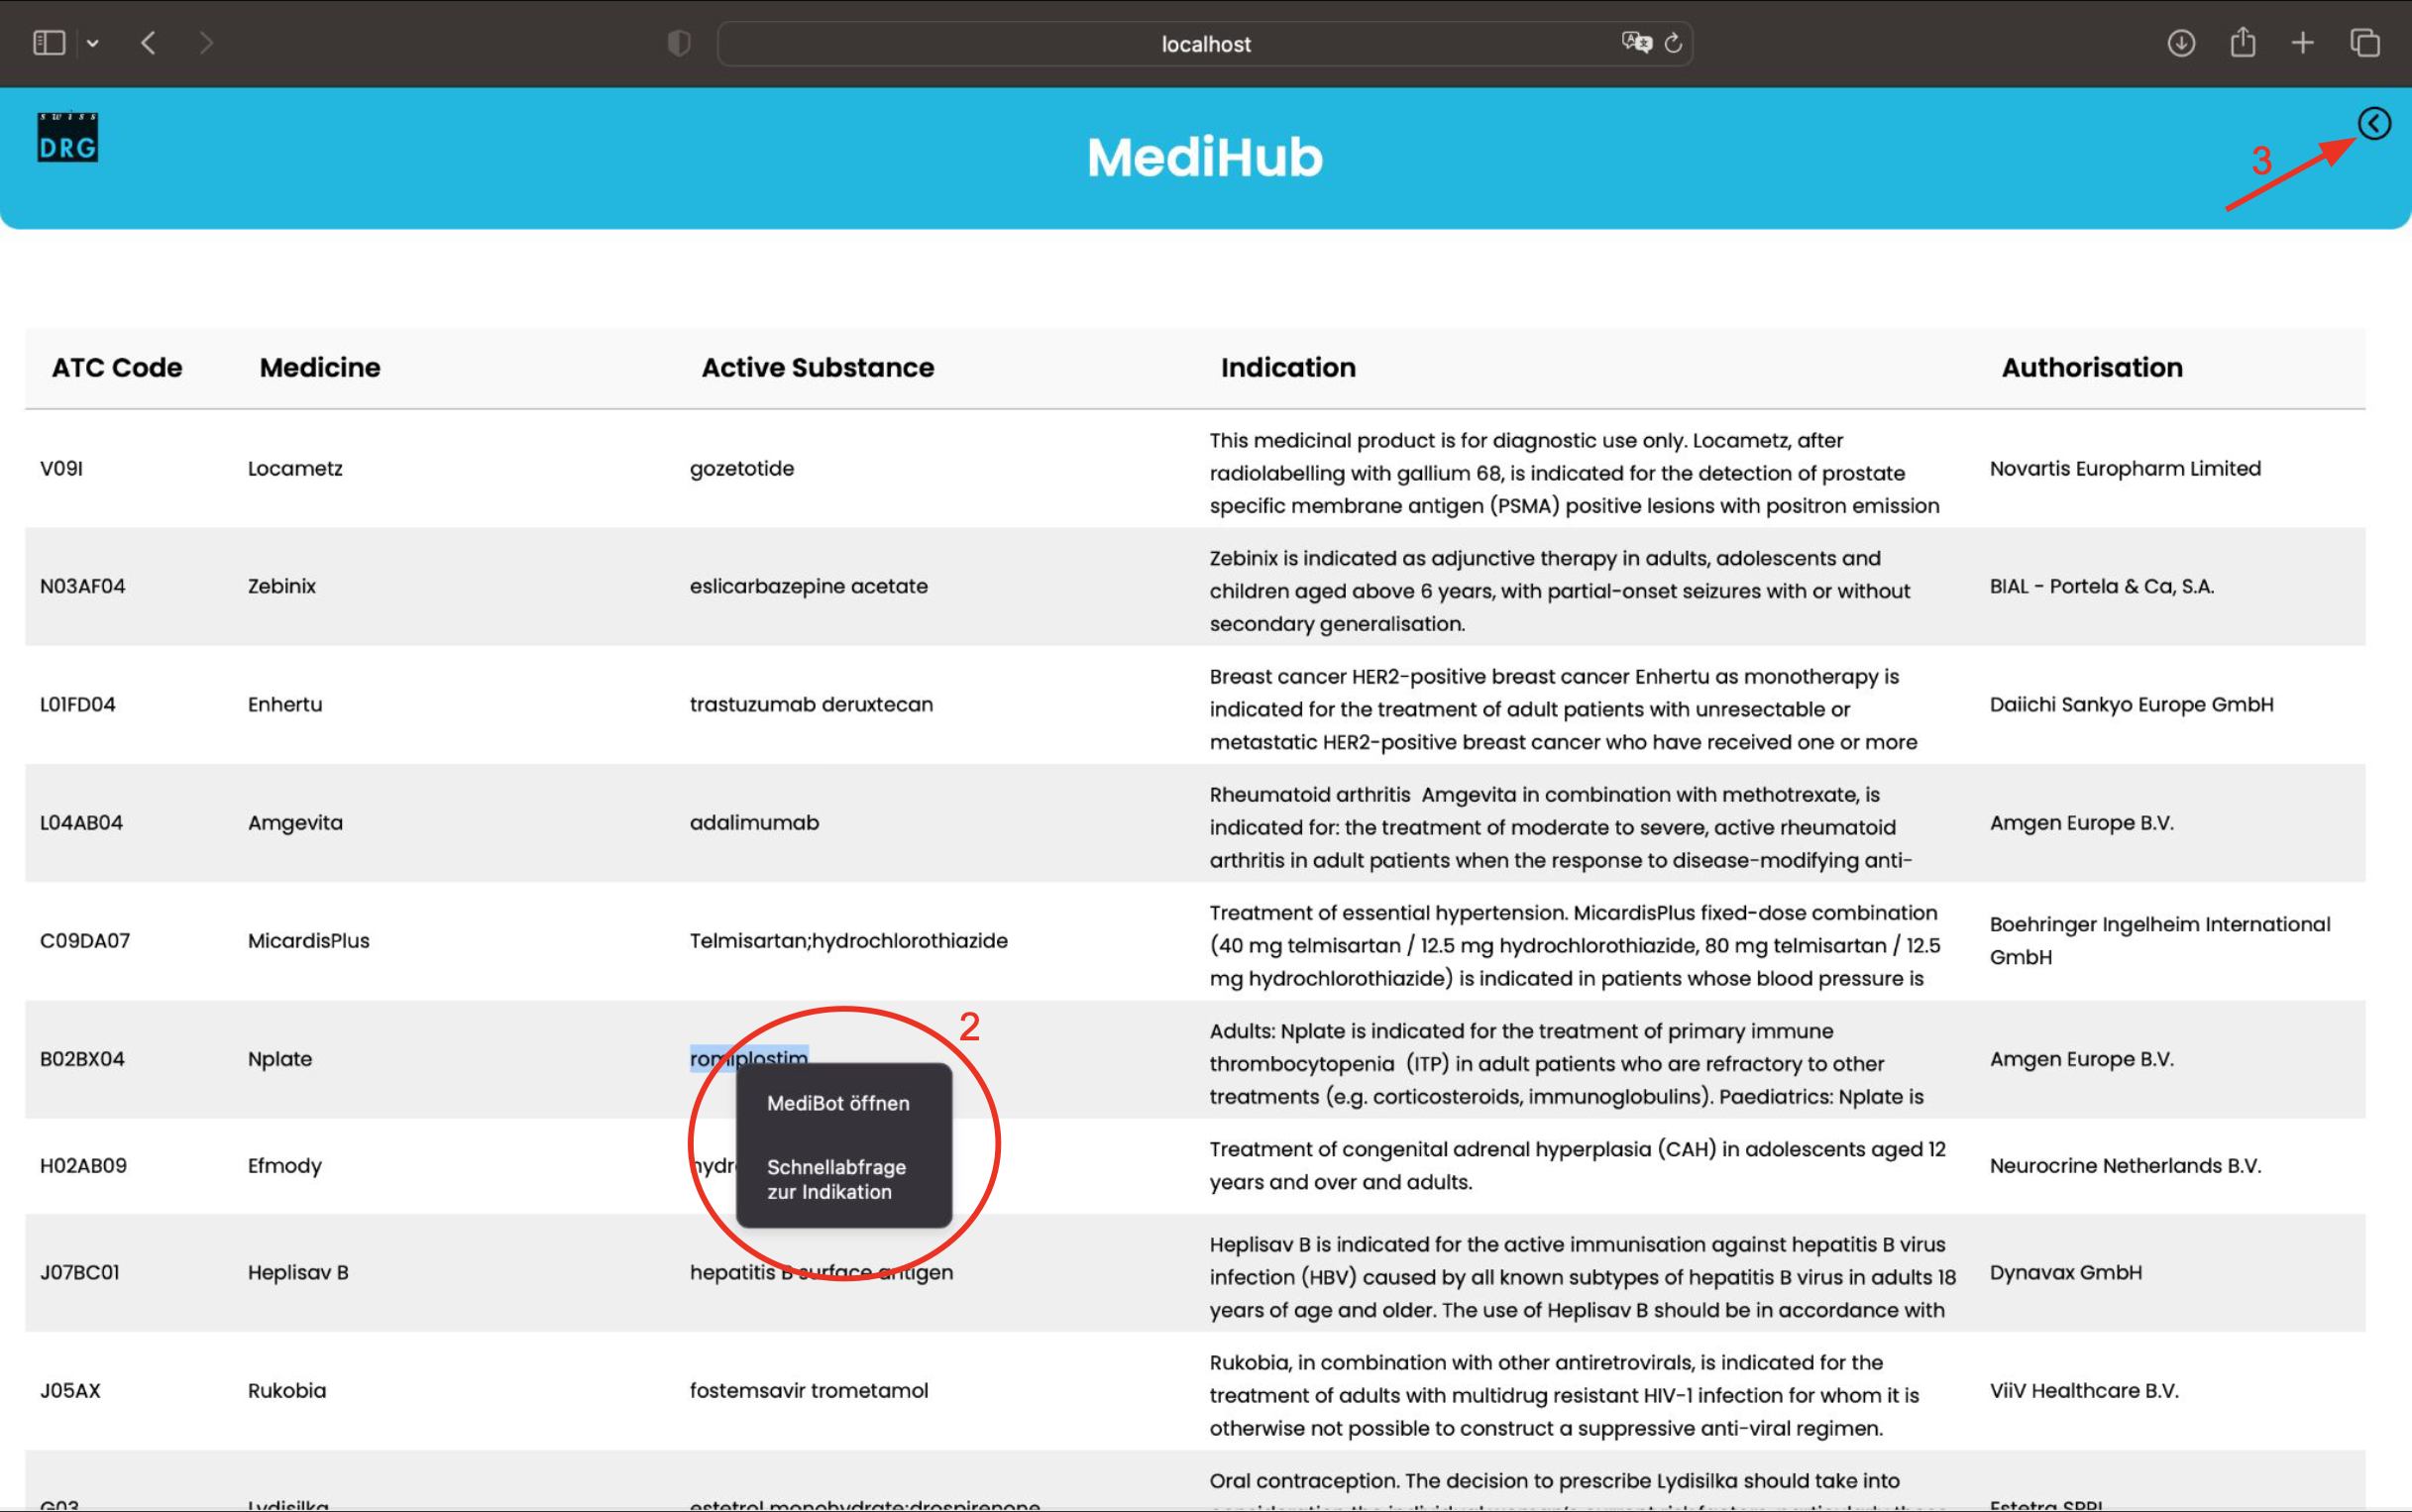 localhost
swiss
DRG
MediHub
3
ATC Code Medicine Active Substance Indication Authorisation
V09I Locametz gozetotide
This medicinal product is for diagnostic use only. Locametz, after
radiolabelling with gallium 68, is indicated for the detection of prostate
specific membrane antigen (PSMA) positive lesions with positron emission
Novartis Europharm Limited
N03AF04 Zebinix eslicarbazepine acetate
Zebinix is indicated as adjunctive therapy in adults, adolescents and
children aged above 6 years, with partial-onset seizures with or without
secondary generalisation.
BIAL - Portela & Ca, S.A.
L01FD04 Enhertu trastuzumab deruxtecan
Breast cancer HER2-positive breast cancer Enhertu as monotherapy is
indicated for the treatment of adult patients with unresectable or
metastatic HER2-positive breast cancer who have received one or more
Daiichi Sankyo Europe GmbH
L04AB04 Amgevita adalimumab
Rheumatoid arthritis  Amgevita in combination with methotrexate, is
indicated for: the treatment of moderate to severe, active rheumatoid
arthritis in adult patients when the response to disease-modifying anti-
Amgen Europe B.V.
C09DA07 MicardisPlus Telmisartan;hydrochlorothiazide
Treatment of essential hypertension. MicardisPlus fixed-dose combination
(40 mg telmisartan / 12.5 mg hydrochlorothiazide, 80 mg telmisartan / 12.5
mg hydrochlorothiazide) is indicated in patients whose blood pressure is
Boehringer Ingelheim International
GmbH
2
B02BX04 Nplate romiplostim
Adults: Nplate is indicated for the treatment of primary immune
thrombocytopenia  (ITP) in adult patients who are refractory to other
treatments (e.g. corticosteroids, immunoglobulins). Paediatrics: Nplate is
Amgen Europe B.V.
MediBot öffnen
Schnellabfrage
zur Indikation
H02AB09 Efmody hydr
Treatment of congenital adrenal hyperplasia (CAH) in adolescents aged 12
years and over and adults.
Neurocrine Netherlands B.V.
J07BC01 Heplisav B hepatitis B surface antigen
Heplisav B is indicated for the active immunisation against hepatitis B virus
infection (HBV) caused by all known subtypes of hepatitis B virus in adults 18
years of age and older. The use of Heplisav B should be in accordance with
Dynavax GmbH
J05AX Rukobia fostemsavir trometamol
Rukobia, in combination with other antiretrovirals, is indicated for the
treatment of adults with multidrug resistant HIV-1 infection for whom it is
otherwise not possible to construct a suppressive anti-viral regimen.
ViiV Healthcare B.V.
G03 Lydisilka estetrol monohydrate;drospirenone
Oral contraception. The decision to prescribe Lydisilka should take into
Estetra SPRL